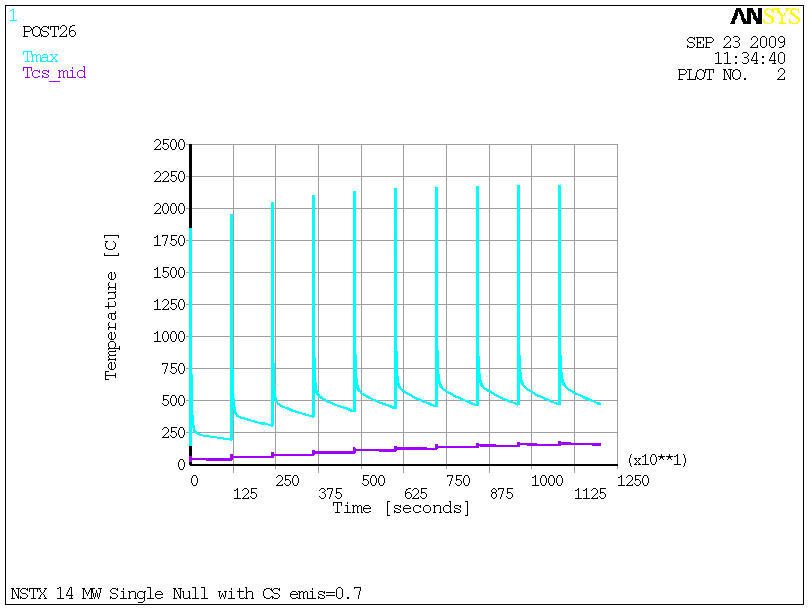 1
ANSYS
POST26
SEP 23 2009
11:34:40
PLOT NO. 2
Tmax
Tcs_mid
2500
2250
2000
1750
1500
1250
1000
750
500
250
0
Temperature [C]
(x10**1)
0 250 500 750 1000 1250
125 375 625 875 1125
Time [seconds]
NSTX 14 MW Single Null with CS emis=0.7